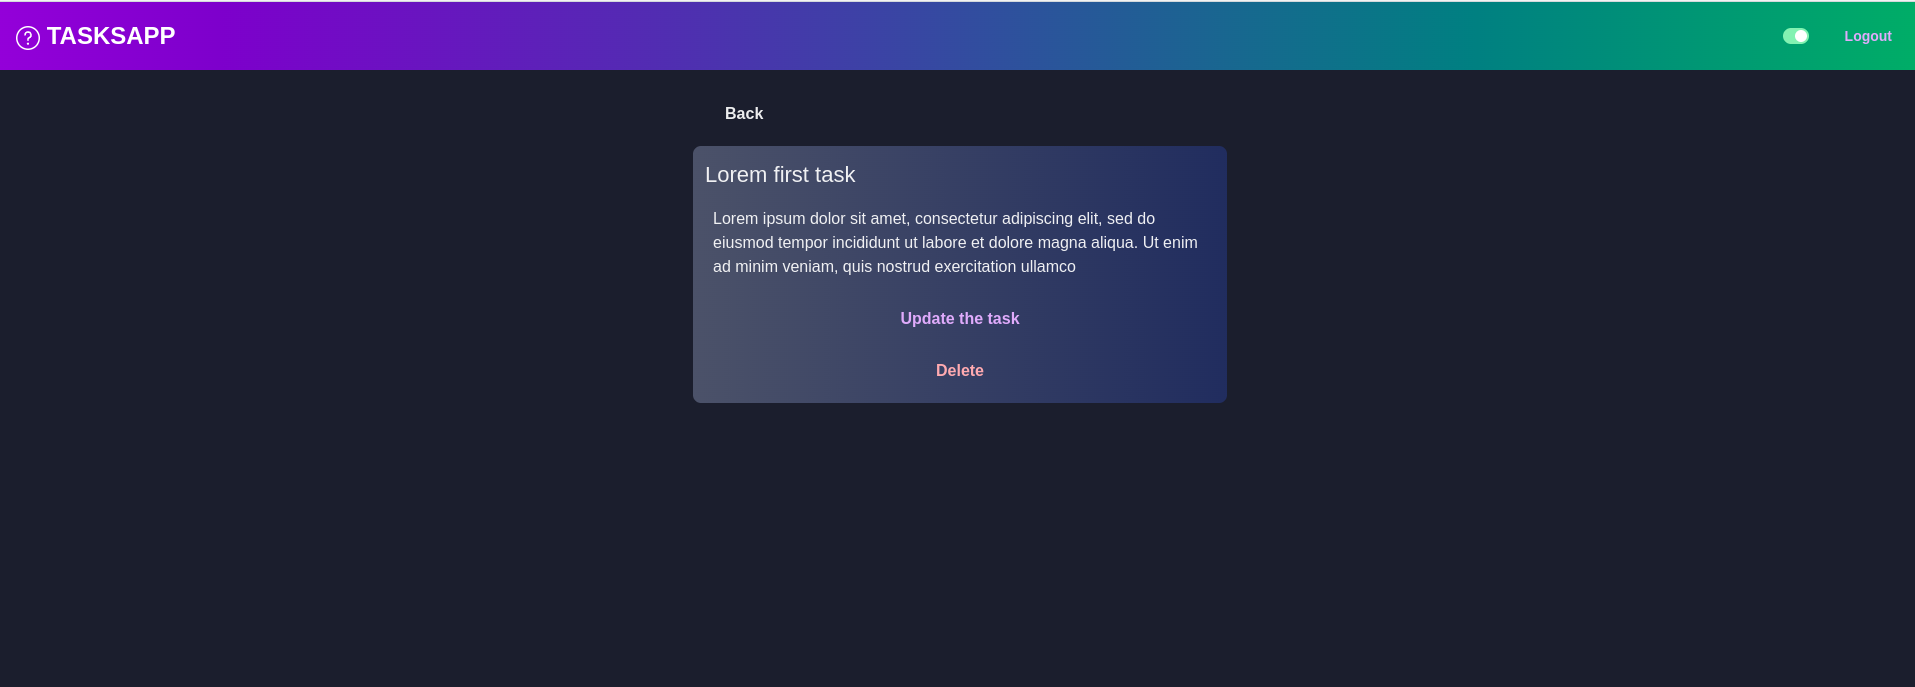 TASKSAPP
Logout
Back
Lorem first task
Lorem ipsum dolor sit amet, consectetur adipiscing elit, sed do
eiusmod tempor incididunt ut labore et dolore magna aliqua. Ut enim
ad minim veniam, quis nostrud exercitation ullamco
Update the task
Delete